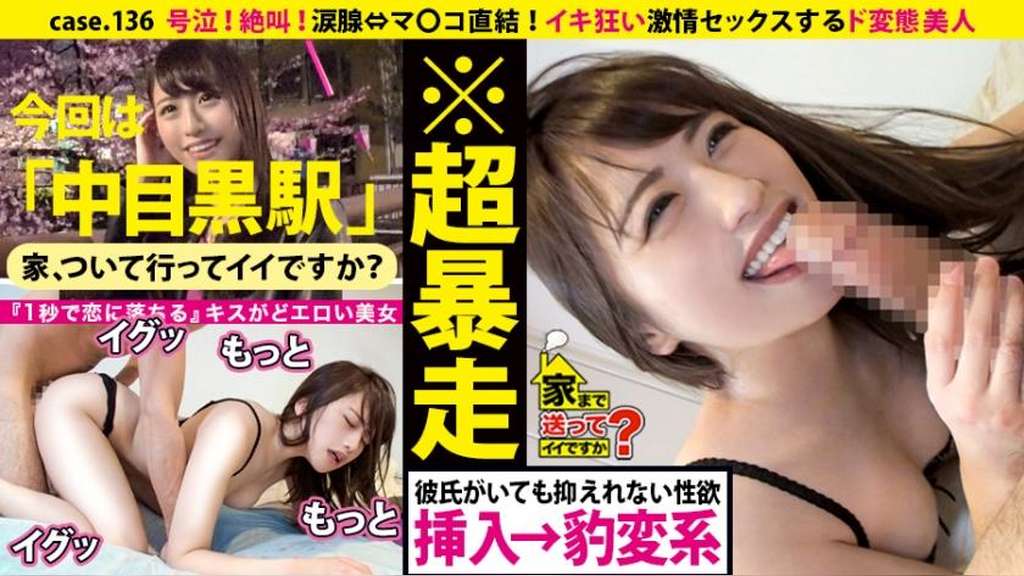 case.136 号泣！絶叫！涙腺⇔マ〇コ直結！イキ狂い激情セックスするド変態美人
今回は
「中目黒駅」
家、ついて行ってイイですか？
『1秒で恋に落ちる』キスがどエロい美女
イグッ
もっと
イグッ
もっと
※超暴走
家まで
送って
イイですか？
彼氏がいても抑えれない性欲
挿入→豹変系